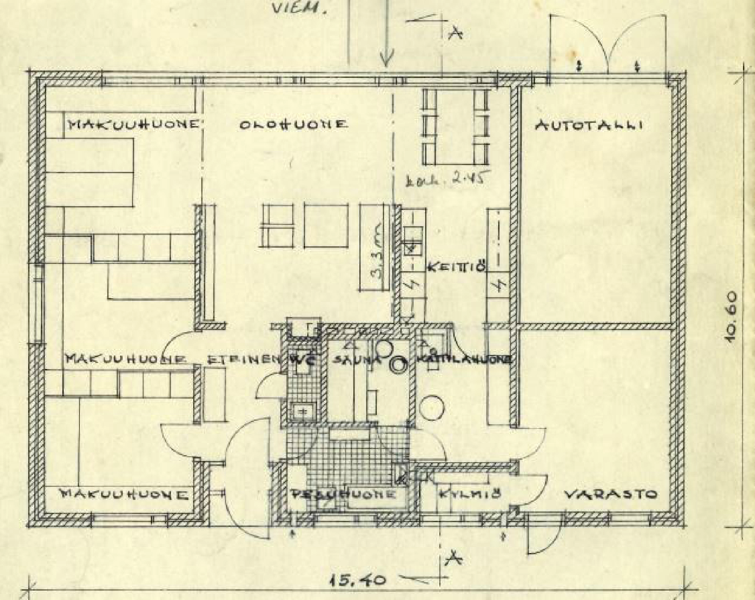 VIEM.
A
MAKUUHUONE OLOHUONE AUTOTALLI
kork. 2.45
3.3 m
KEITTIÖ
10.60
MAKUUHUONE ETEINEN WC SAUNA KATTILAHUONE
MAKUUHUONE PESUHUONE KYLMIÖ VARASTO
A
15.40